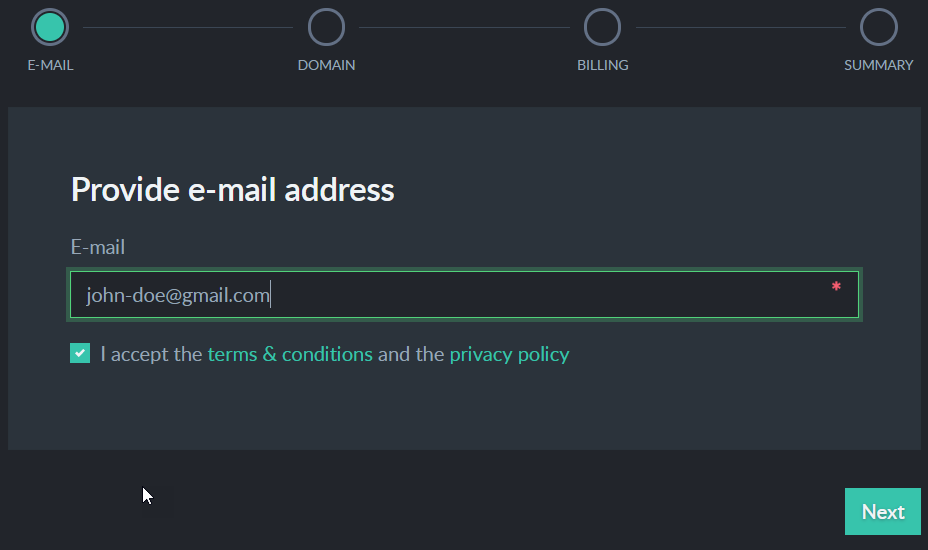 E-MAIL DOMAIN BILLING SUMMARY
Provide e-mail address
E-mail
john-doe@gmail.com *
I accept the terms & conditions and the privacy policy
Next